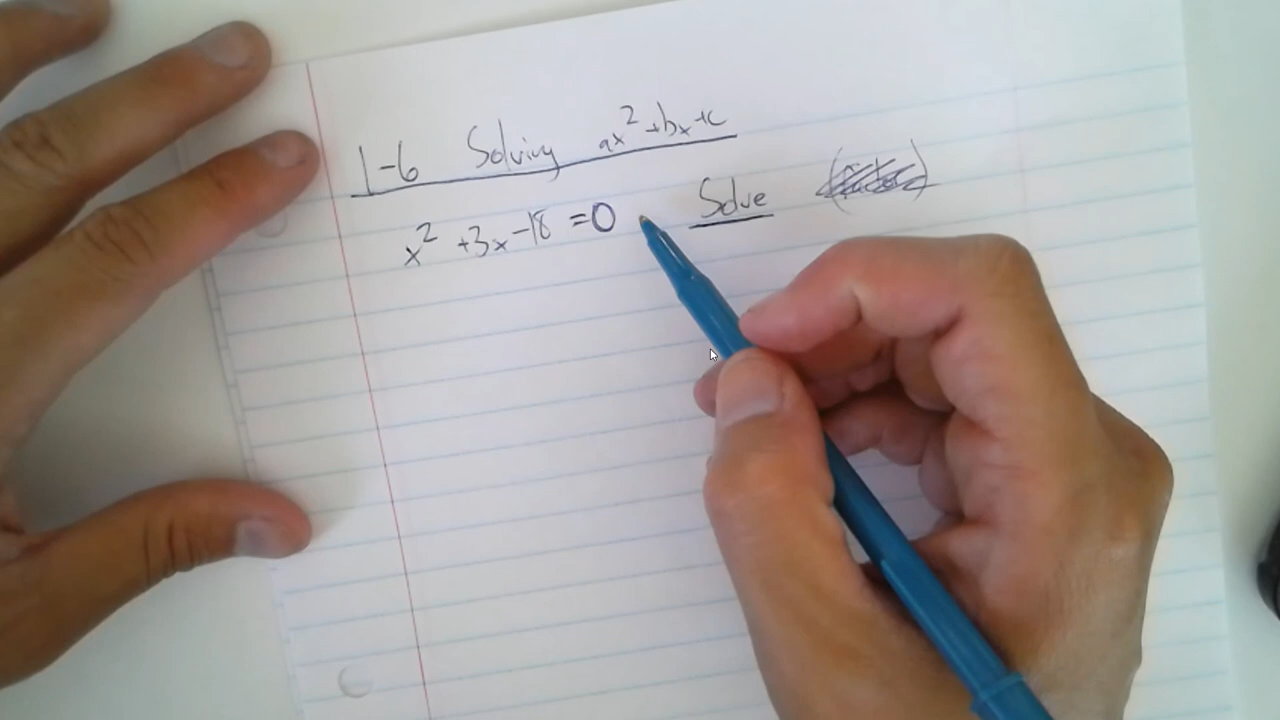 1-6 Solving ax²+bx+c
x² +3x -18 =0 Solve